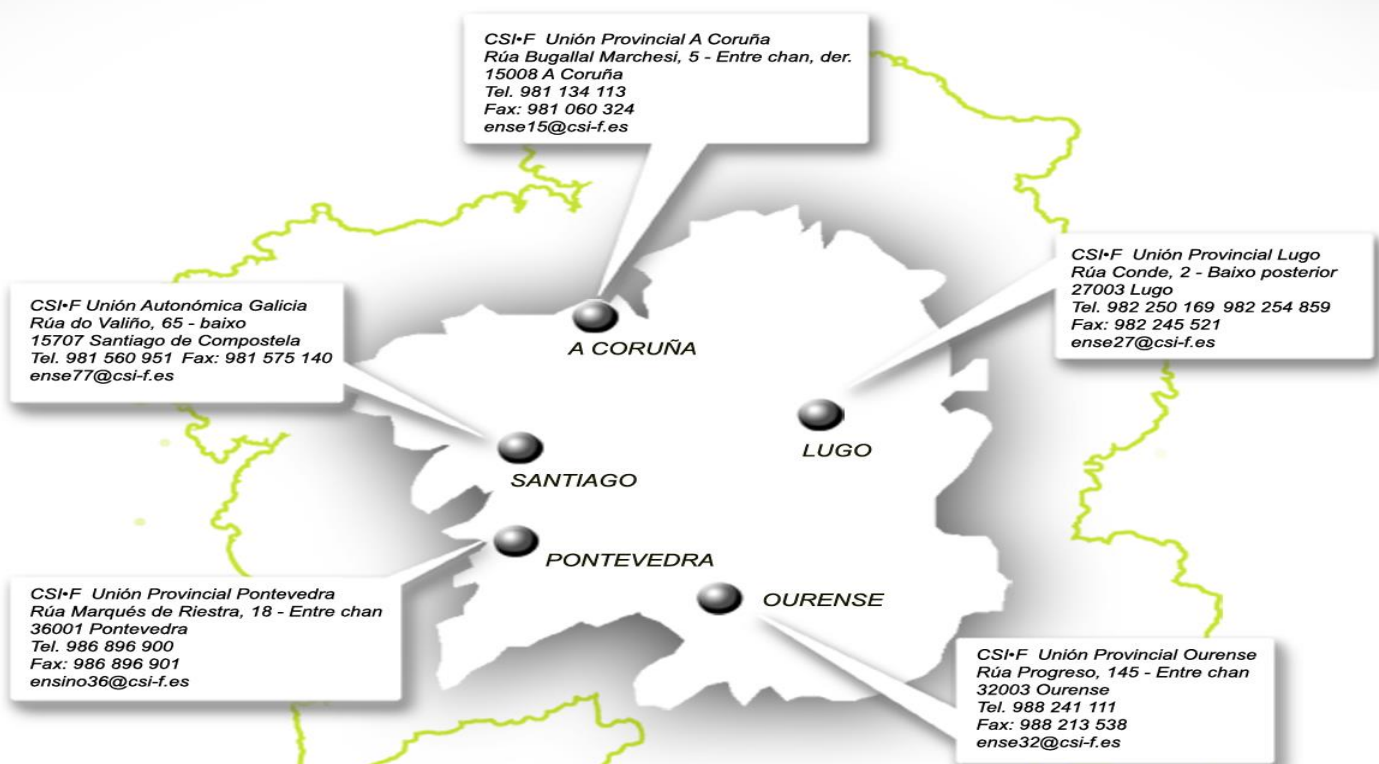 CSI•F Unión Provincial A Coruña
Rúa Bugallal Marchesi, 5 - Entre chan, der.
15008 A Coruña
Tel. 981 134 113
Fax: 981 060 324
ense15@csi-f.es
CSI•F Unión Provincial Lugo
Rúa Conde, 2 - Baixo posterior
27003 Lugo
Tel. 982 250 169 982 254 859
Fax: 982 245 521
ense27@csi-f.es
CSI•F Unión Autonómica Galicia
Rúa do Valiño, 65 - baixo
15707 Santiago de Compostela
Tel. 981 560 951 Fax: 981 575 140
ense77@csi-f.es
A CORUÑA
LUGO
SANTIAGO
PONTEVEDRA
OURENSE
CSI•F Unión Provincial Pontevedra
Rúa Marqués de Riestra, 18 - Entre chan
36001 Pontevedra
Tel. 986 896 900
Fax: 986 896 901
ensino36@csi-f.es
CSI•F Unión Provincial Ourense
Rúa Progreso, 145 - Entre chan
32003 Ourense
Tel. 988 241 111
Fax: 988 213 538
ense32@csi-f.es